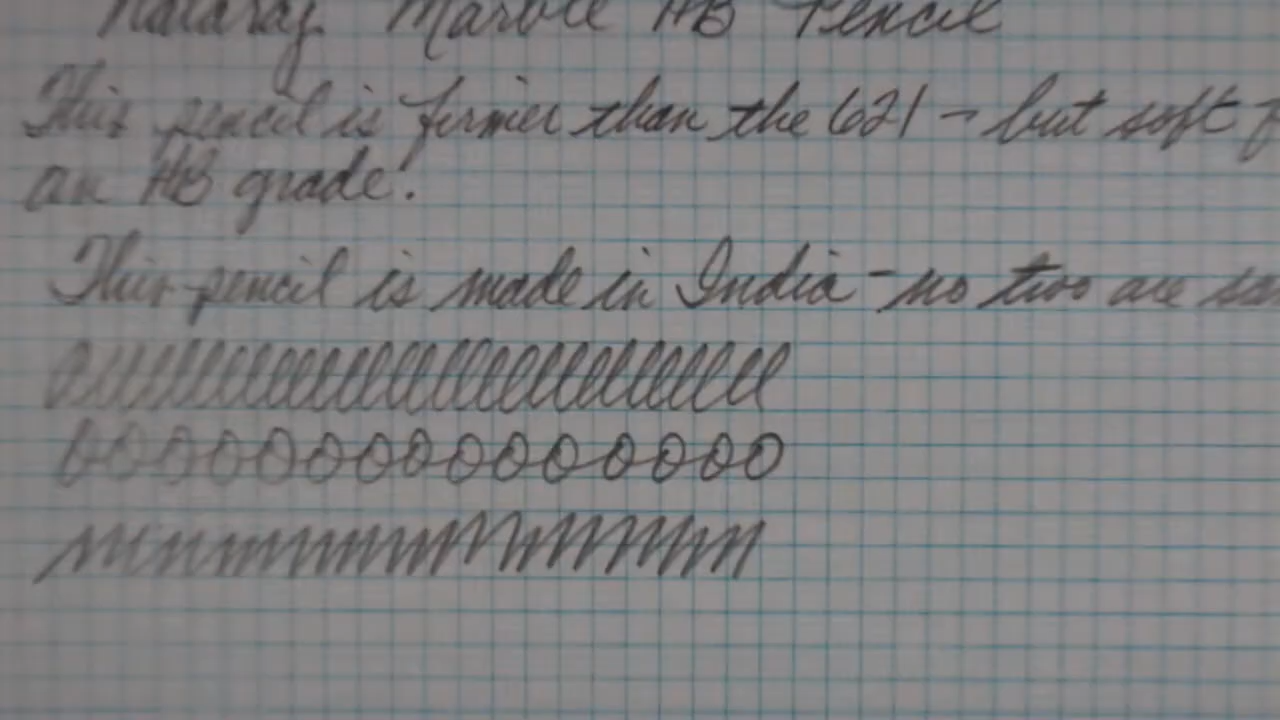 Nataraj Marble HB Pencil
This pencil is firmer than the 621 - but soft
an HB grade!
This pencil is made in India - no two are